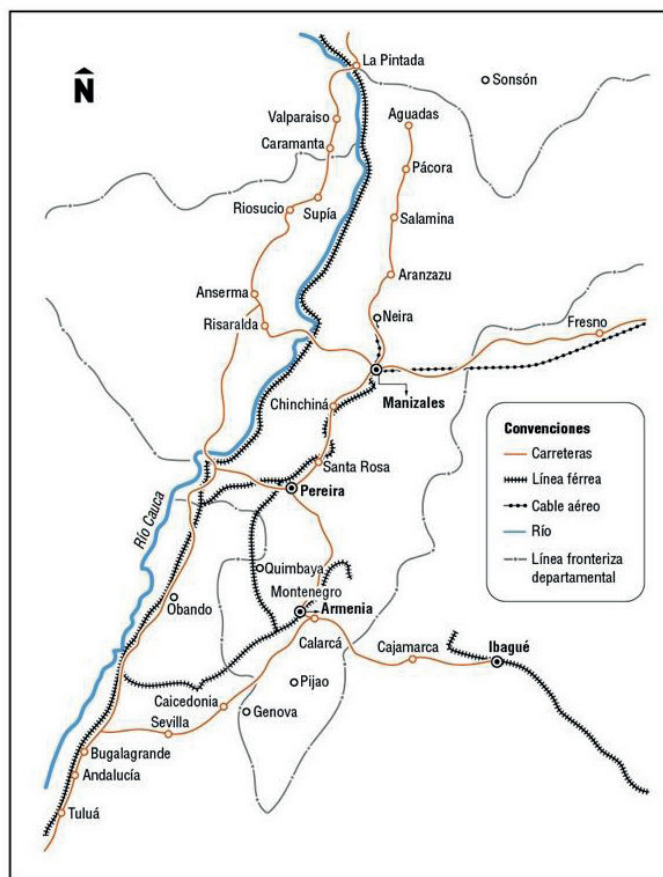 N
La Pintada
Sonsón
Valparaiso
Aguadas
Caramanta
Pácora
Riosucio
Supía
Salamina
Aranzazu
Anserma
Risaralda
Neira
Fresno
Manizales
Chinchiná
Convenciones
Carreteras
Línea férrea
Cable aéreo
Río
Línea fronteriza
departamental
Santa Rosa
Pereira
Río Cauca
Quimbaya
Montenegro
Obando
Armenia
Calarcá
Cajamarca
Ibagué
Pijao
Caicedonia
Genova
Sevilla
Bugalagrande
Andalucía
Tuluá